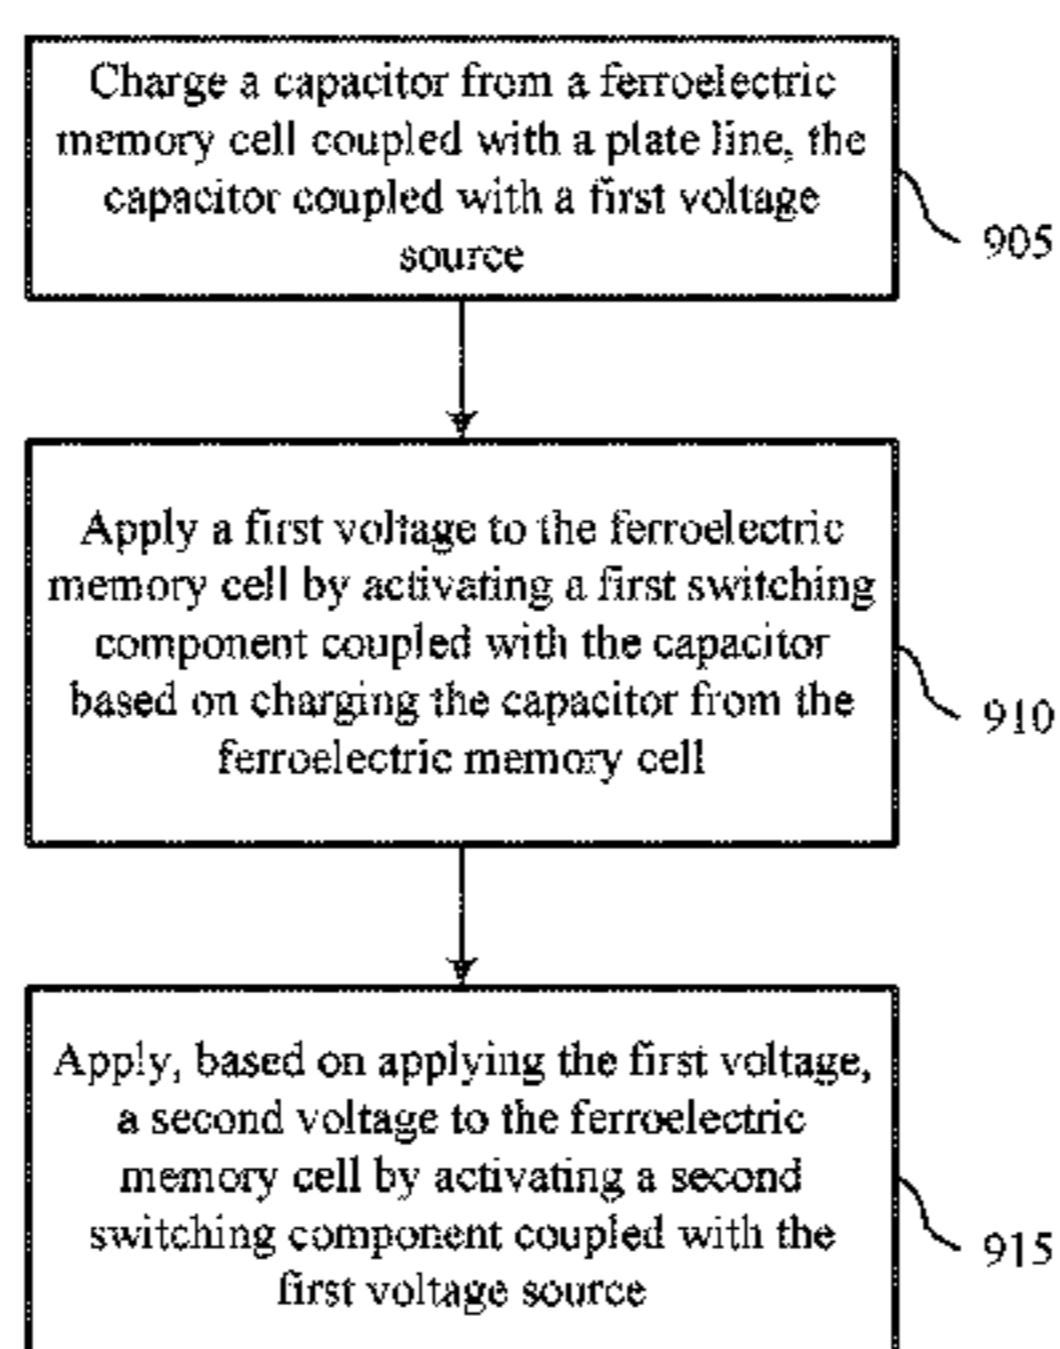 Charge a capacitor from a ferroelectric
memory cell coupled with a plate line, the
capacitor coupled with a first voltage
source
905
Apply a first voltage to the ferroelectric
memory cell by activating a first switching
component coupled with the capacitor
based on charging the capacitor from the
ferroelectric memory cell
910
Apply, based on applying the first voltage,
a second voltage to the ferroelectric
memory cell by activating a second
switching component coupled with the
first voltage source
915